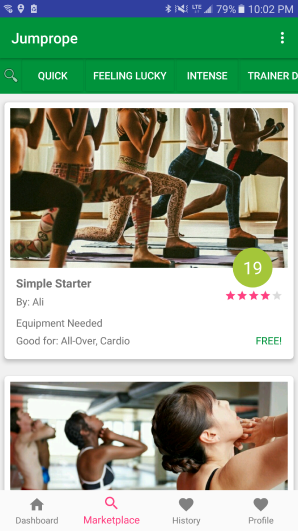 LTE 79% 10:02 PM
Jumprope
QUICK FEELING LUCKY INTENSE TRAINER D
19
Simple Starter
By: Ali
Equipment Needed
Good for: All-Over, Cardio FREE!
Dashboard Marketplace History Profile